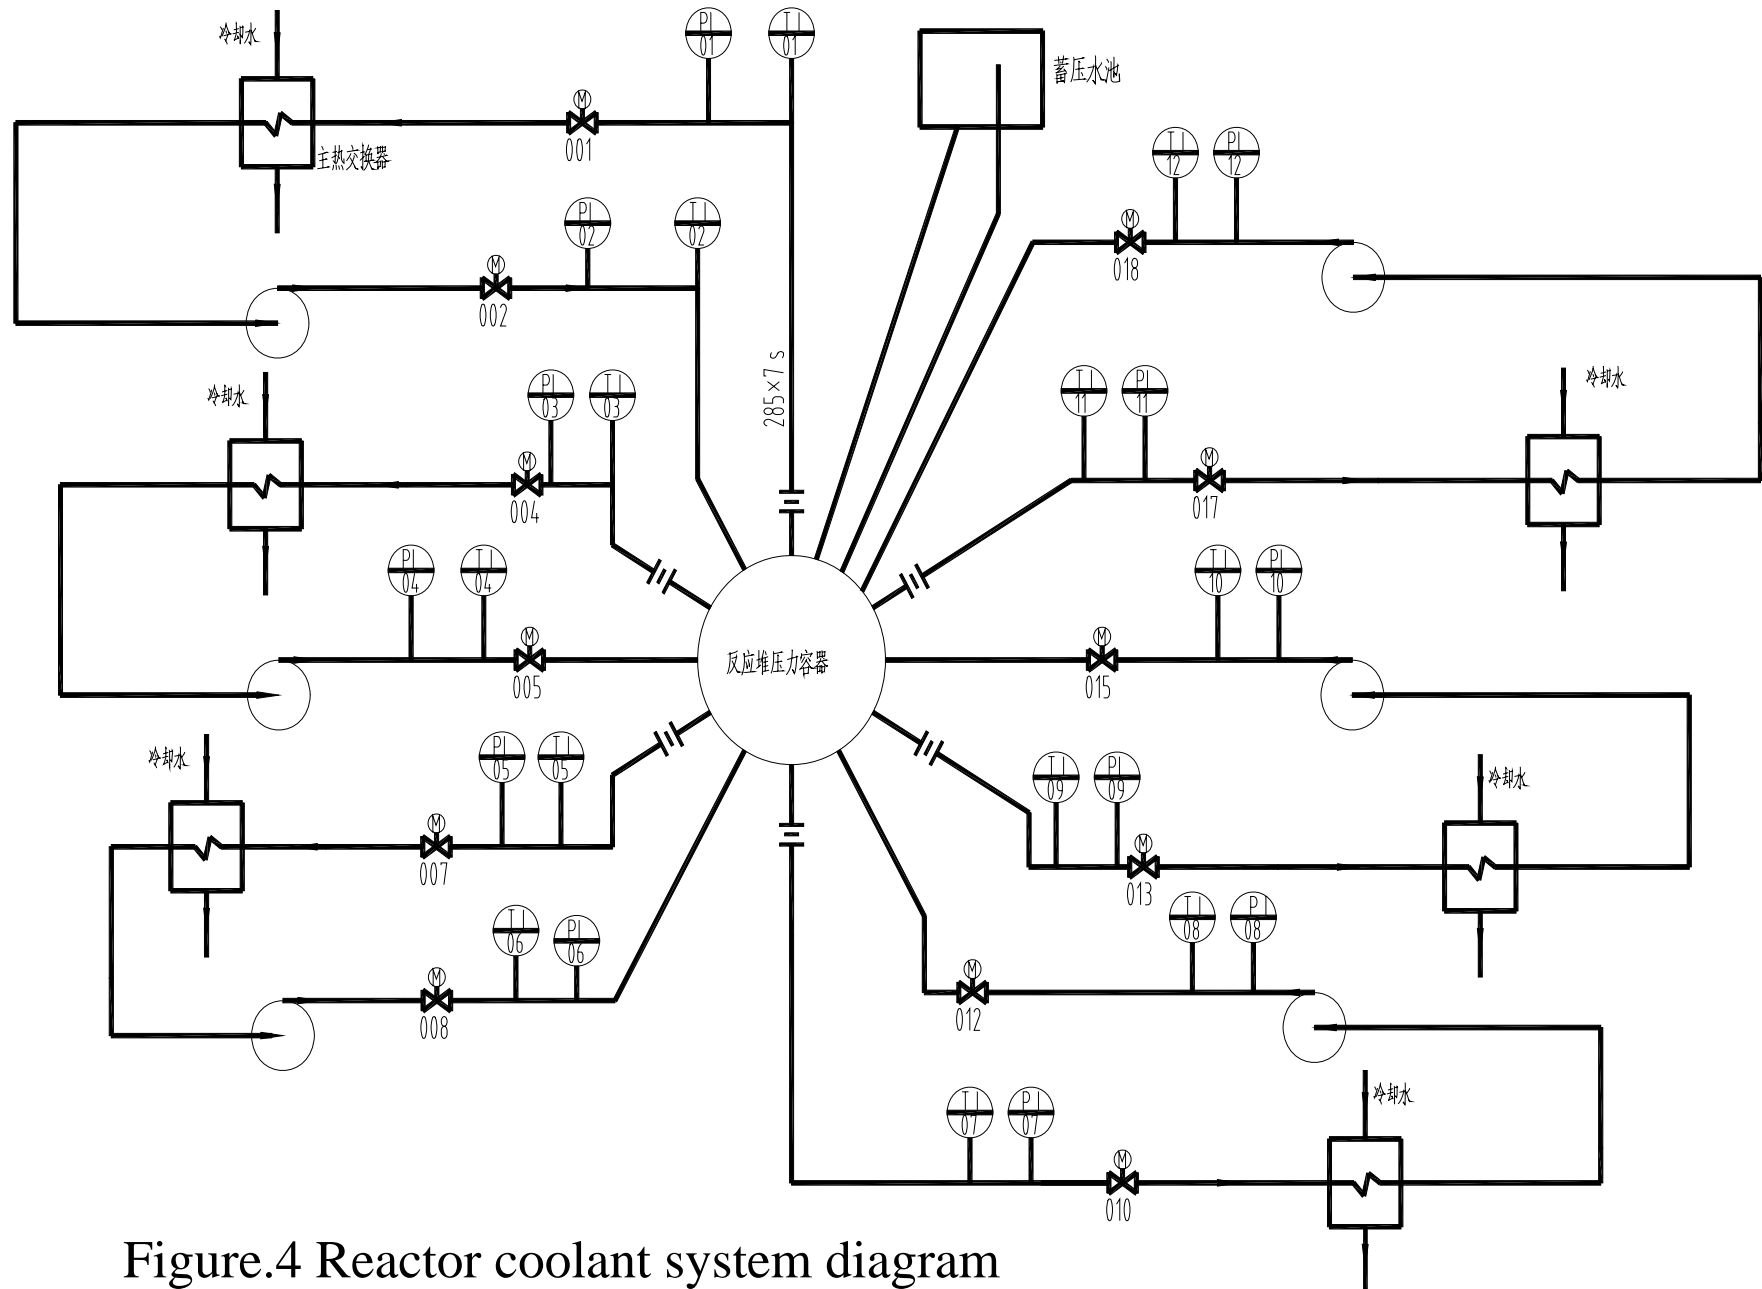 冷却水
PI
01
TI
01
蓄压水池
M
001
主热交换器
TI
12
PI
12
PI
02
TI
02
M
018
M
002
285×7 s
冷却水
PI
03
TI
03
TI
11
PI
11
冷却水
M
004
M
017
PI
04
TI
04
TI
10
PI
10
M
005
反应堆压力容器
M
015
冷却水
PI
05
TI
05
TI
09
PI
09
冷却水
M
007
M
013
TI
06
PI
06
TI
08
PI
08
M
008
M
012
TI
07
PI
07
冷却水
M
010
Figure.4 Reactor coolant system diagram